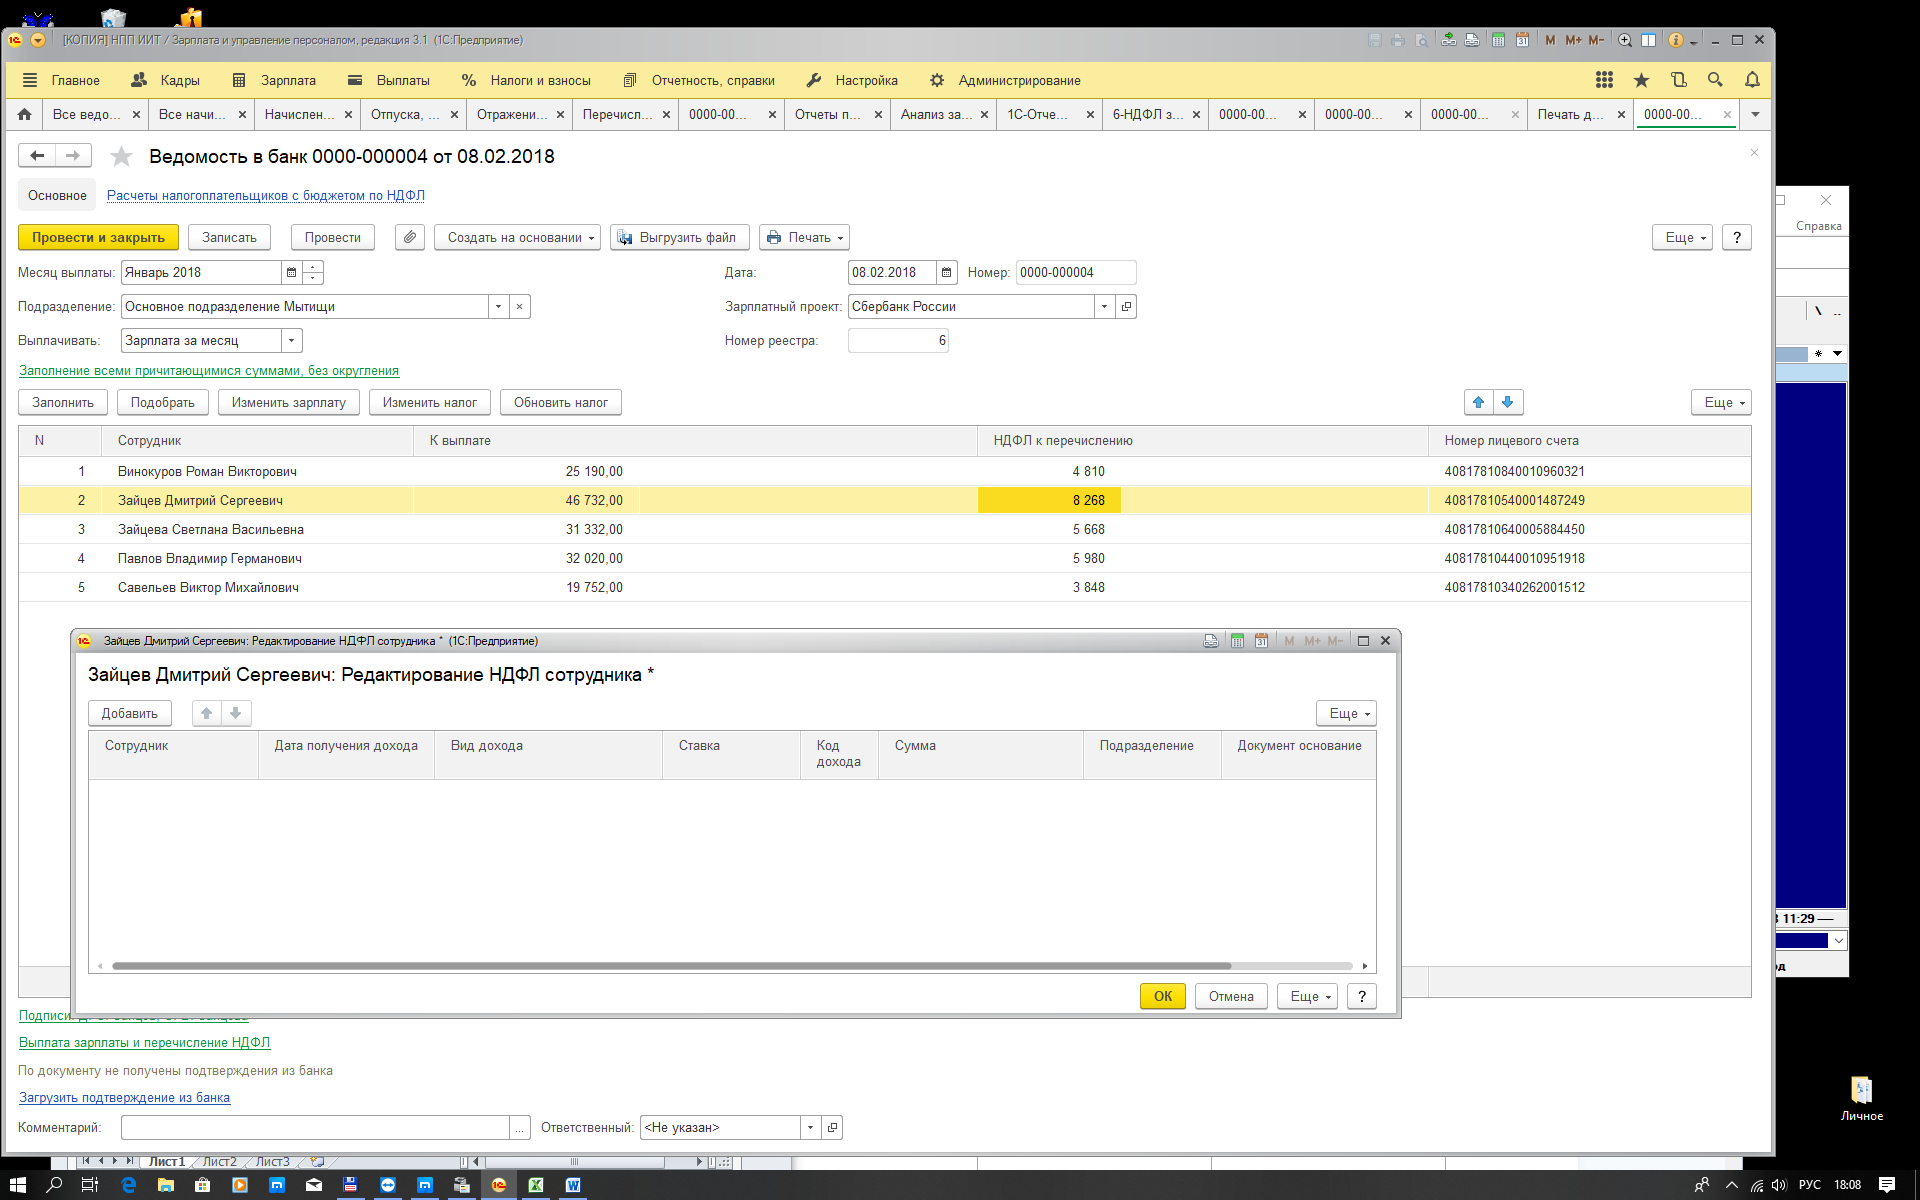 [КОПИЯ] НПП ИИТ / Зарплата и управление персоналом, редакция 3.1 (1С:Предприятие)
M M+ M-
Главное Кадры Зарплата Выплаты Налоги и взносы Отчетность, справки Настройка Администрирование
Все ведо... Все начи... Начислен... Отпуска, ... Отражени... Перечисл... 0000-00... Отчеты п... Анализ за... 1С-Отче... 6-НДФЛ з... 0000-00... 0000-00... 0000-00... Печать д... 0000-00...
Ведомость в банк 0000-000004 от 08.02.2018
Основное Расчеты налогоплательщиков с бюджетом по НДФЛ
Провести и закрыть Записать Провести Создать на основании Выгрузить файл Печать Еще ?
Месяц выплаты: Январь 2018 Дата: 08.02.2018 Номер: 0000-000004
Подразделение: Основное подразделение Мытищи Зарплатный проект: Сбербанк России
Выплачивать: Зарплата за месяц Номер реестра: 6
Заполнение всеми причитающимися суммами, без округления
Заполнить Подобрать Изменить зарплату Изменить налог Обновить налог Еще
N Сотрудник К выплате НДФЛ к перечислению Номер лицевого счета
1 Винокуров Роман Викторович 25 190,00 4 810 40817810840010960321
2 Зайцев Дмитрий Сергеевич 46 732,00 8 268 40817810540001487249
3 Зайцева Светлана Васильевна 31 332,00 5 668 40817810640005884450
4 Павлов Владимир Германович 32 020,00 5 980 40817810440010951918
5 Савельев Виктор Михайлович 19 752,00 3 848 40817810340262001512
Зайцев Дмитрий Сергеевич: Редактирование НДФЛ сотрудника * (1С:Предприятие)
M M+ M-
Зайцев Дмитрий Сергеевич: Редактирование НДФЛ сотрудника *
Добавить Еще
Сотрудник Дата получения дохода Вид дохода Ставка Код дохода Сумма Подразделение Документ основание
ОК Отмена Еще ?
Подписи:
Выплата зарплаты и перечисление НДФЛ
По документу не получены подтверждения из банка
Загрузить подтверждение из банка
Комментарий: ... Ответственный: <Не указан>
Справка
11:29
Личное
Лист1 Лист2 Лист3
РУС 18:08